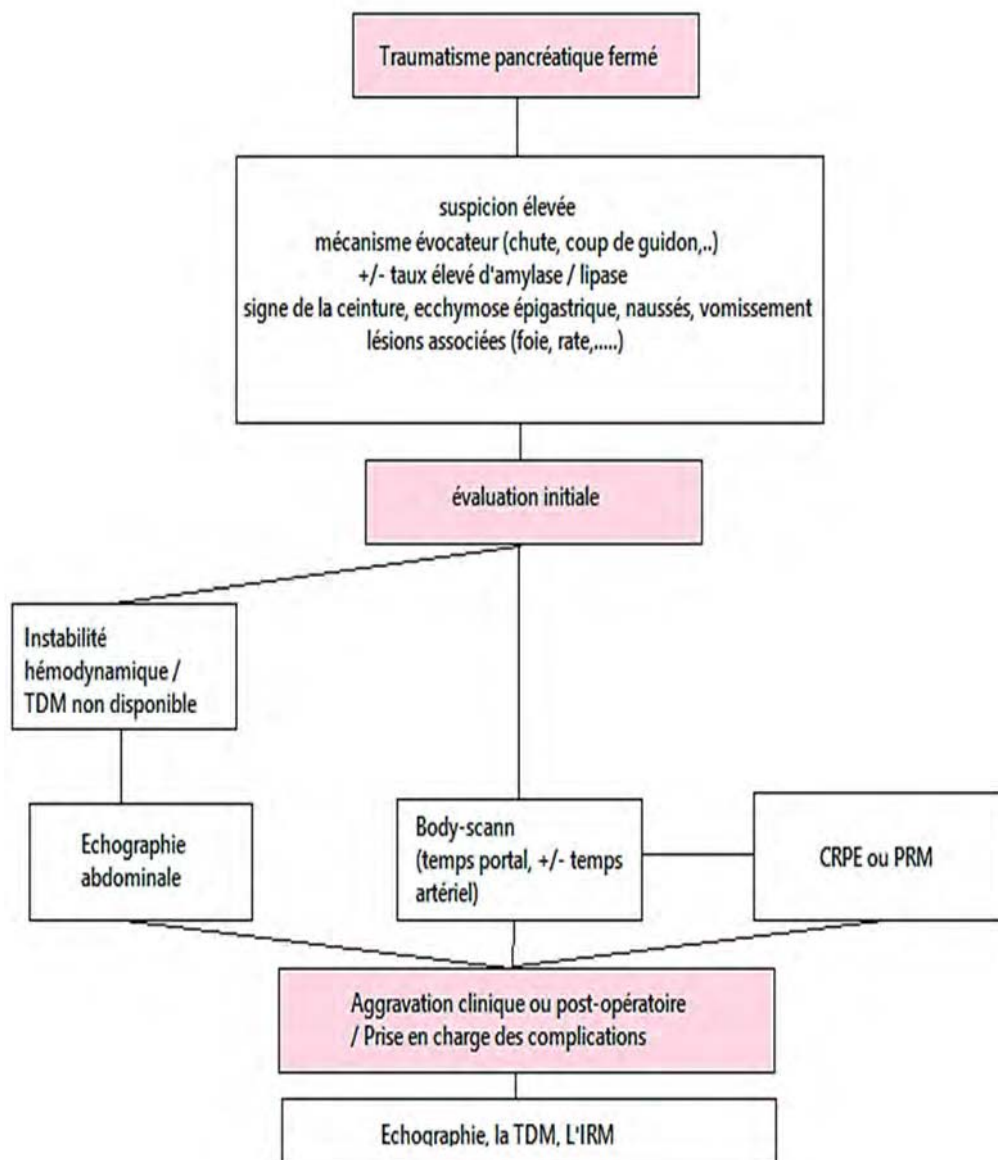 Traumatisme pancréatique fermé
suspicion élevée
mécanisme évocateur (chute, coup de guidon,..)
+/- taux élevé d'amylase / lipase
signe de la ceinture, ecchymose épigastrique, naussés, vomissement
lésions associées (foie, rate,.....)
évaluation initiale
Instabilité
hémodynamique /
TDM non disponible
Echographie
abdominale
Body-scann
(temps portal, +/- temps
artériel)
CRPE ou PRM
Aggravation clinique ou post-opératoire
/ Prise en charge des complications
Echographie, la TDM, L'IRM